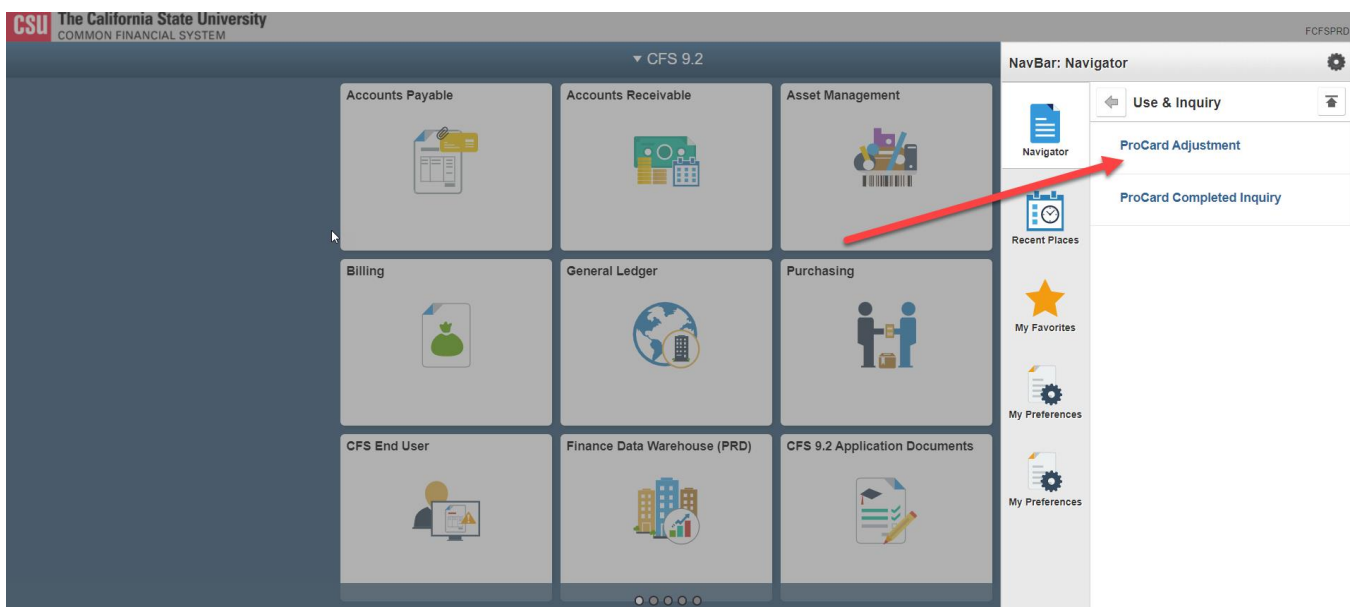 CSU The California State University
COMMON FINANCIAL SYSTEM
FCFSPRD
▼ CFS 9.2
NavBar: Navigator
Accounts Payable
Accounts Receivable
Asset Management
Billing
General Ledger
Purchasing
CFS End User
Finance Data Warehouse (PRD)
CFS 9.2 Application Documents
Navigator
Recent Places
My Favorites
My Preferences
My Preferences
Use & Inquiry
ProCard Adjustment
ProCard Completed Inquiry